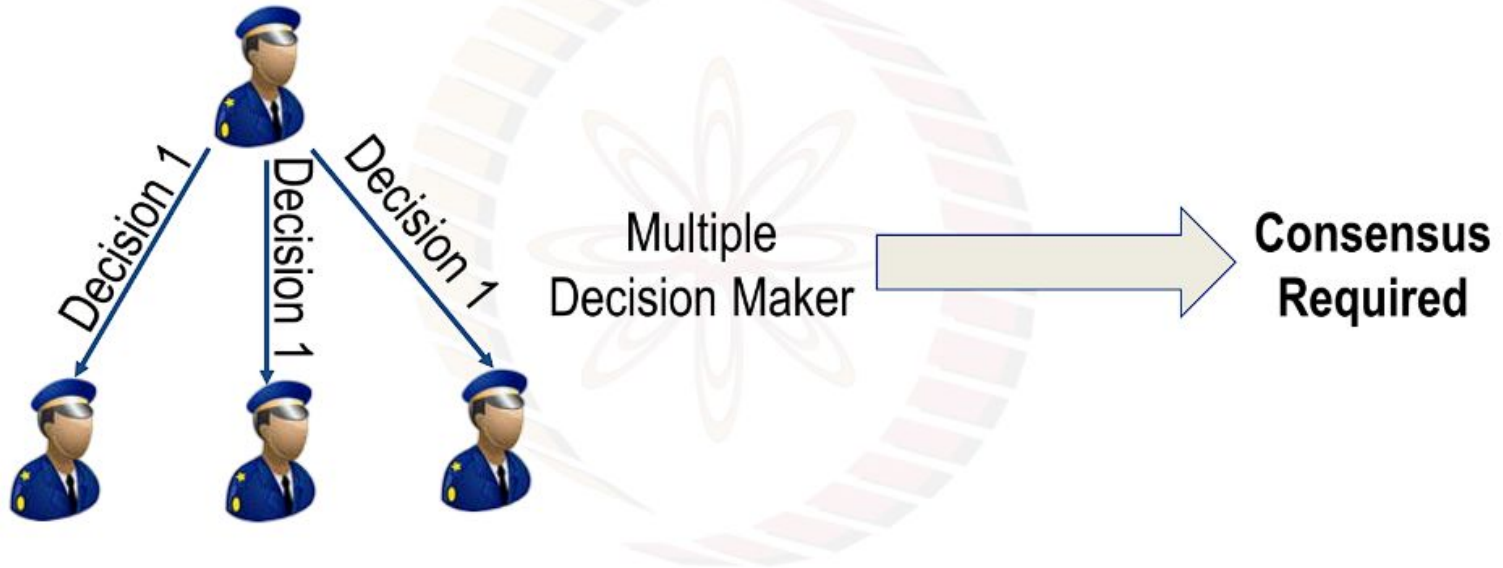 Decision 1
Decision 1
Decision 1
Multiple
Decision Maker
Consensus
Required